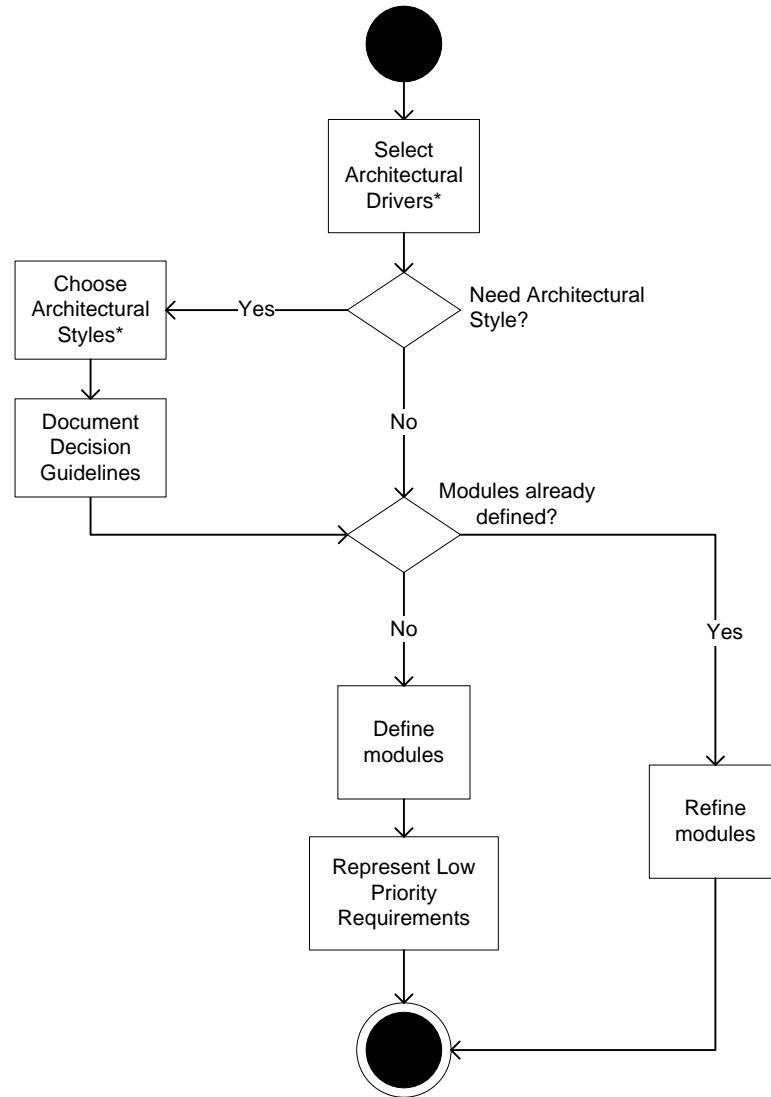 Select
Architectural
Drivers*
Choose
Architectural
Styles*
Yes
Need Architectural
Style?
Document
Decision
Guidelines
No
Modules already
defined?
No
Yes
Define
modules
Refine
modules
Represent Low
Priority
Requirements